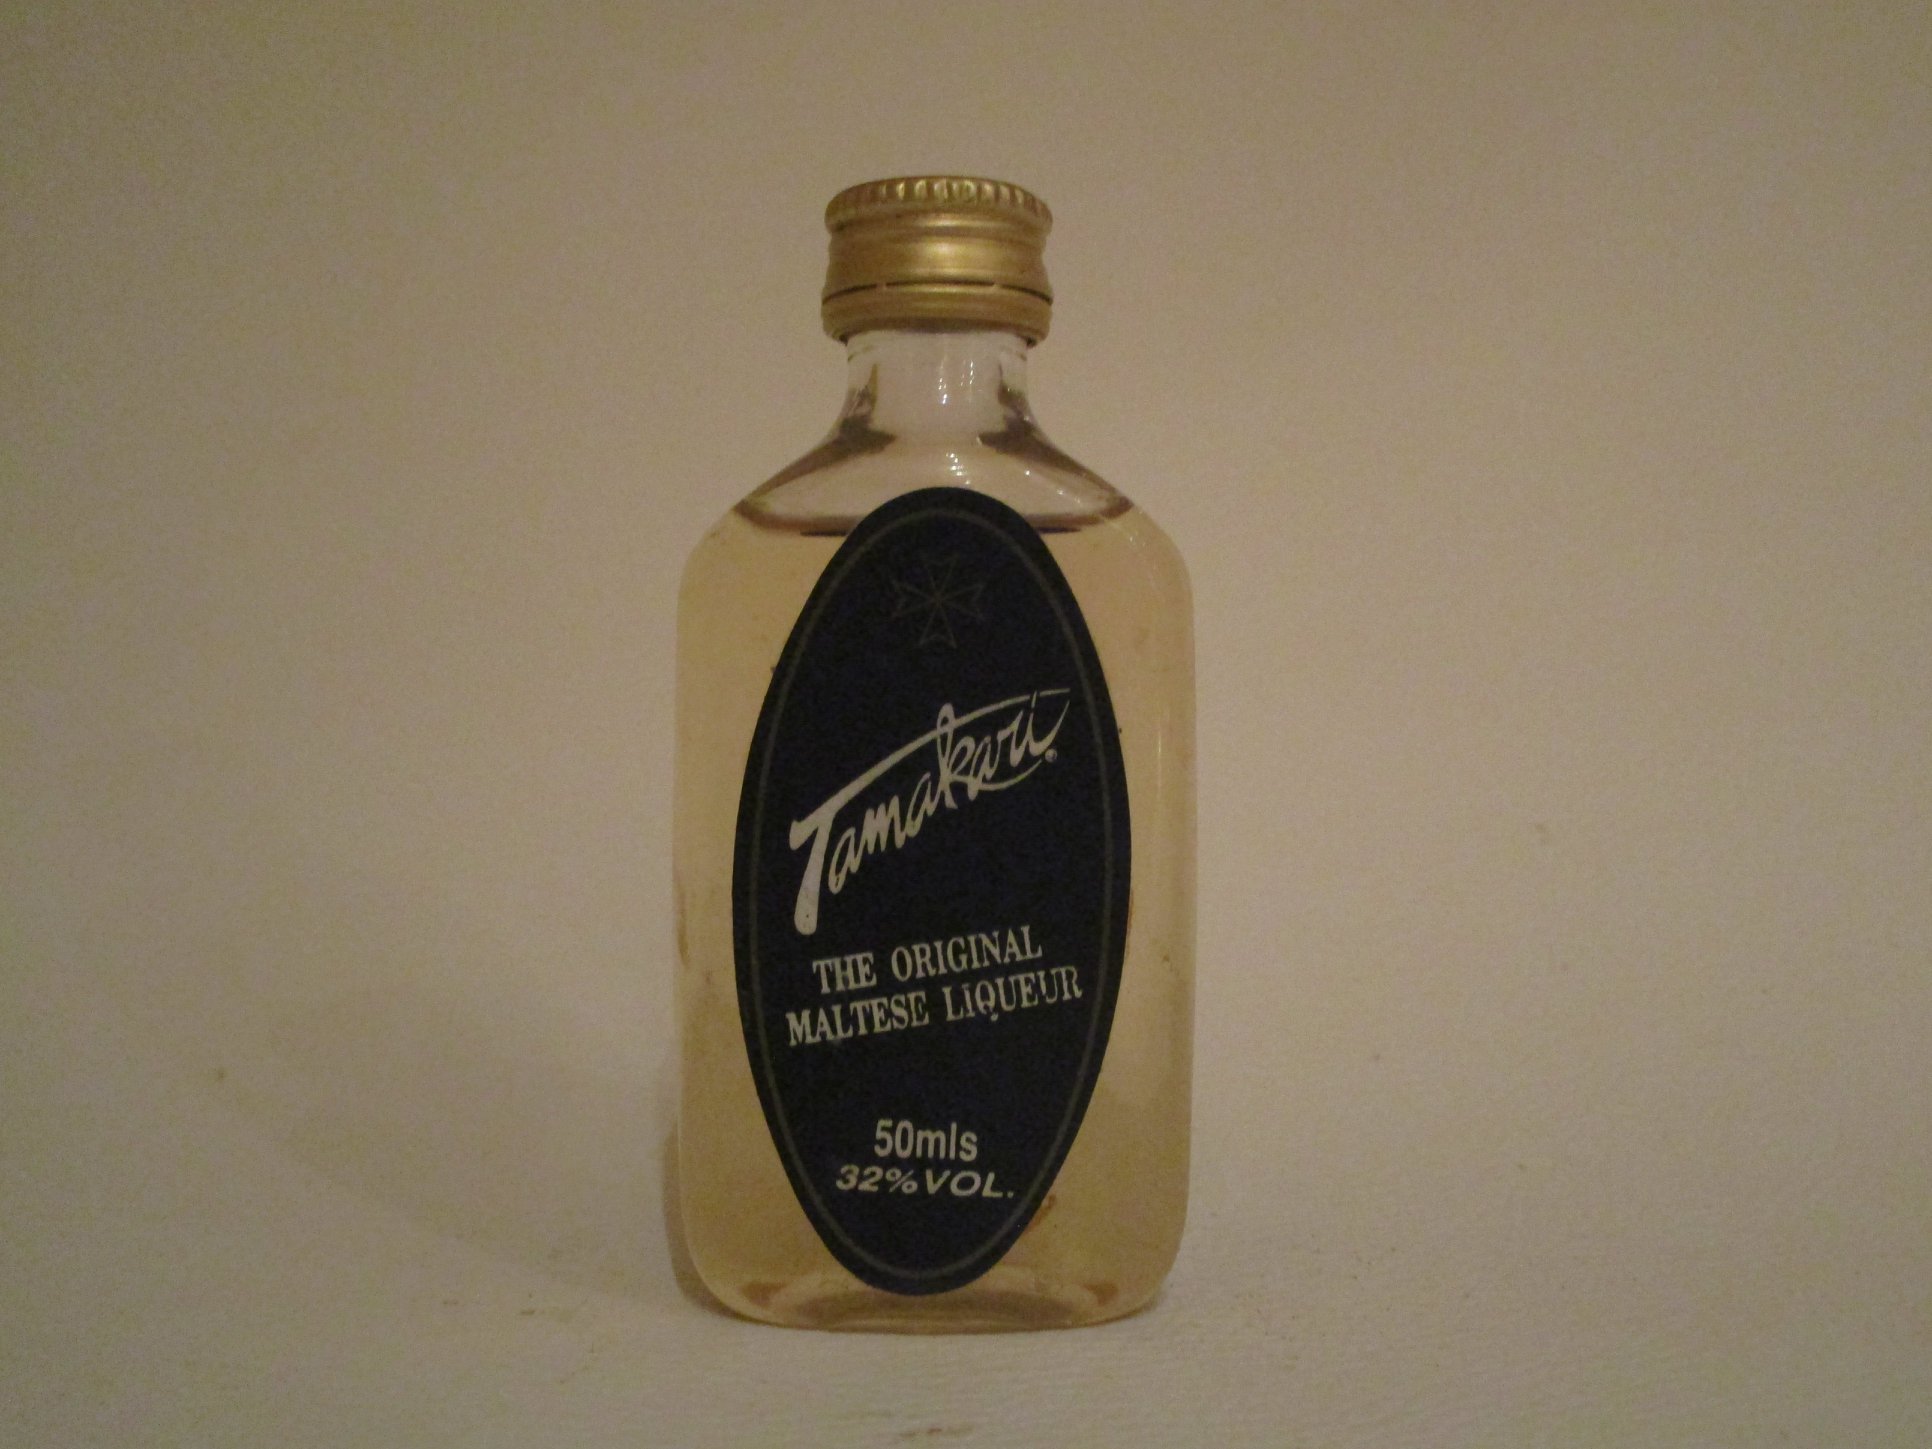 Tamakari®
THE ORIGINAL
MALTESE LIQUEUR
50mls
32%VOL.